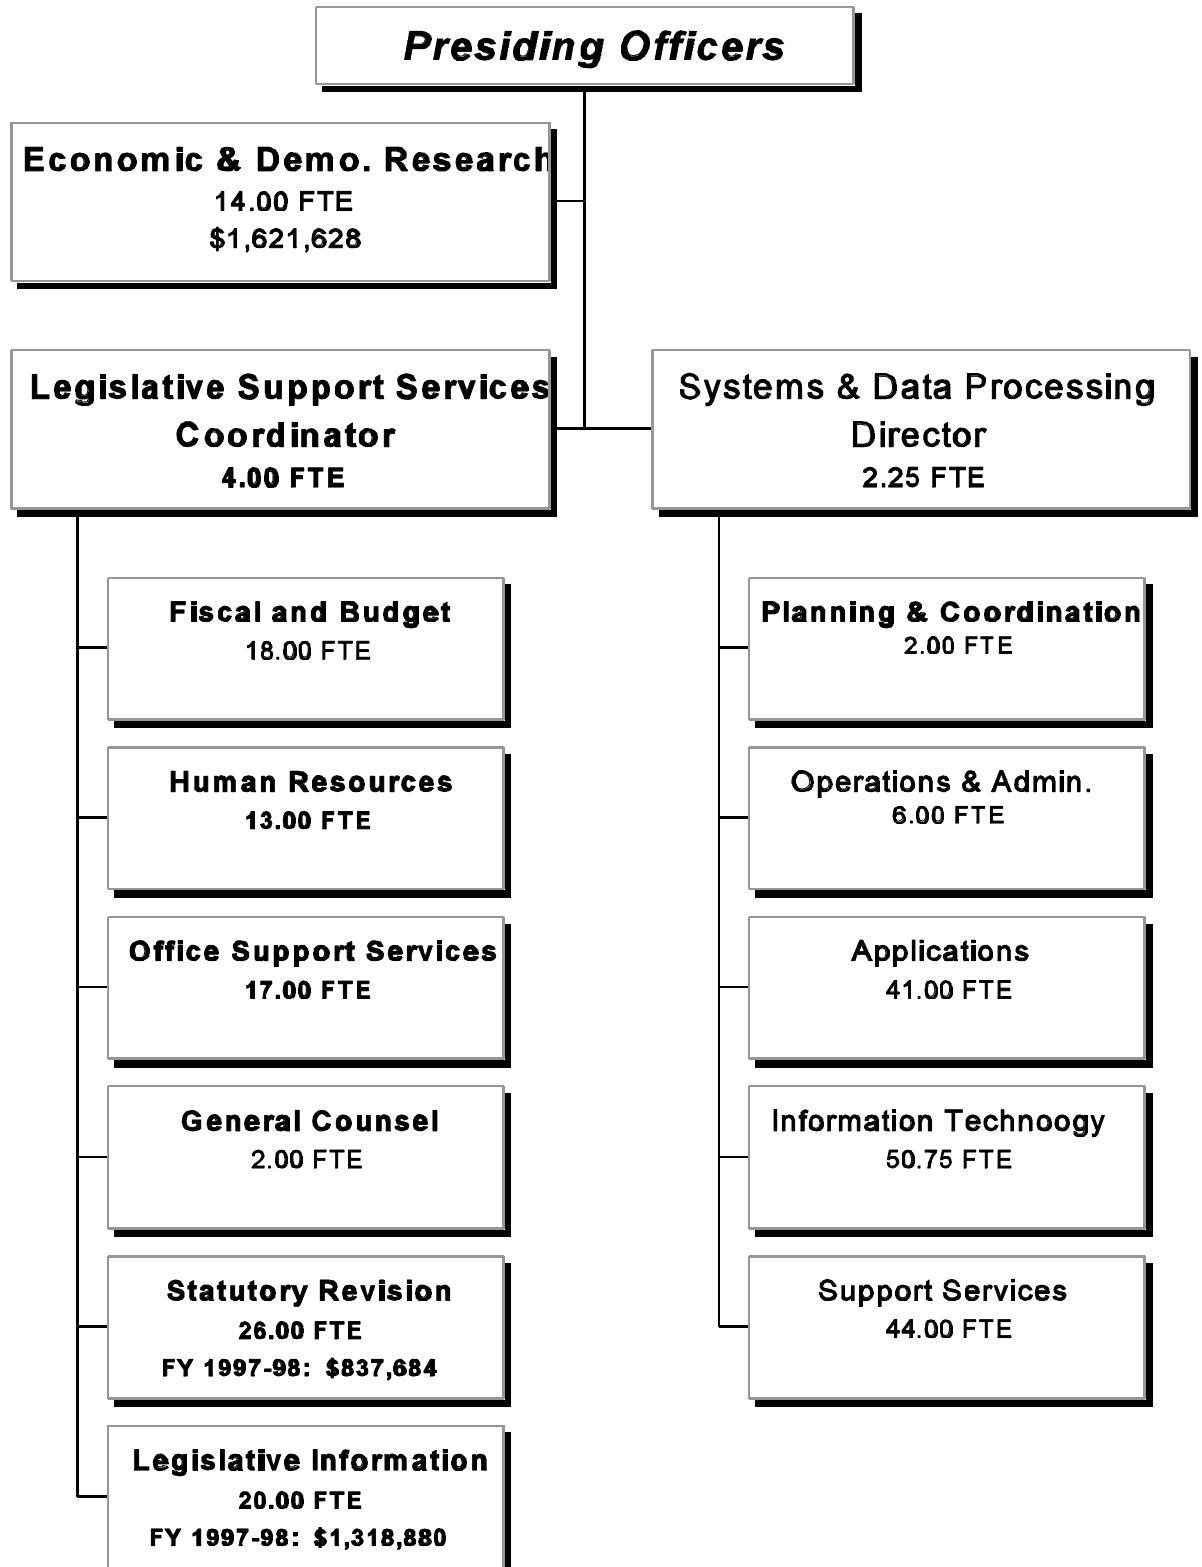 Presiding Officers
Economic & Demo. Research
14.00 FTE
$1,621,628
Legislative Support Services
Coordinator
4.00 FTE
Systems & Data Processing
Director
2.25 FTE
Fiscal and Budget
18.00 FTE
Human Resources
13.00 FTE
Office Support Services
17.00 FTE
General Counsel
2.00 FTE
Statutory Revision
26.00 FTE
FY 1997-98: $837,684
Legislative Information
20.00 FTE
FY 1997-98: $1,318,880
Planning & Coordination
2.00 FTE
Operations & Admin.
6.00 FTE
Applications
41.00 FTE
Information Technoogy
50.75 FTE
Support Services
44.00 FTE